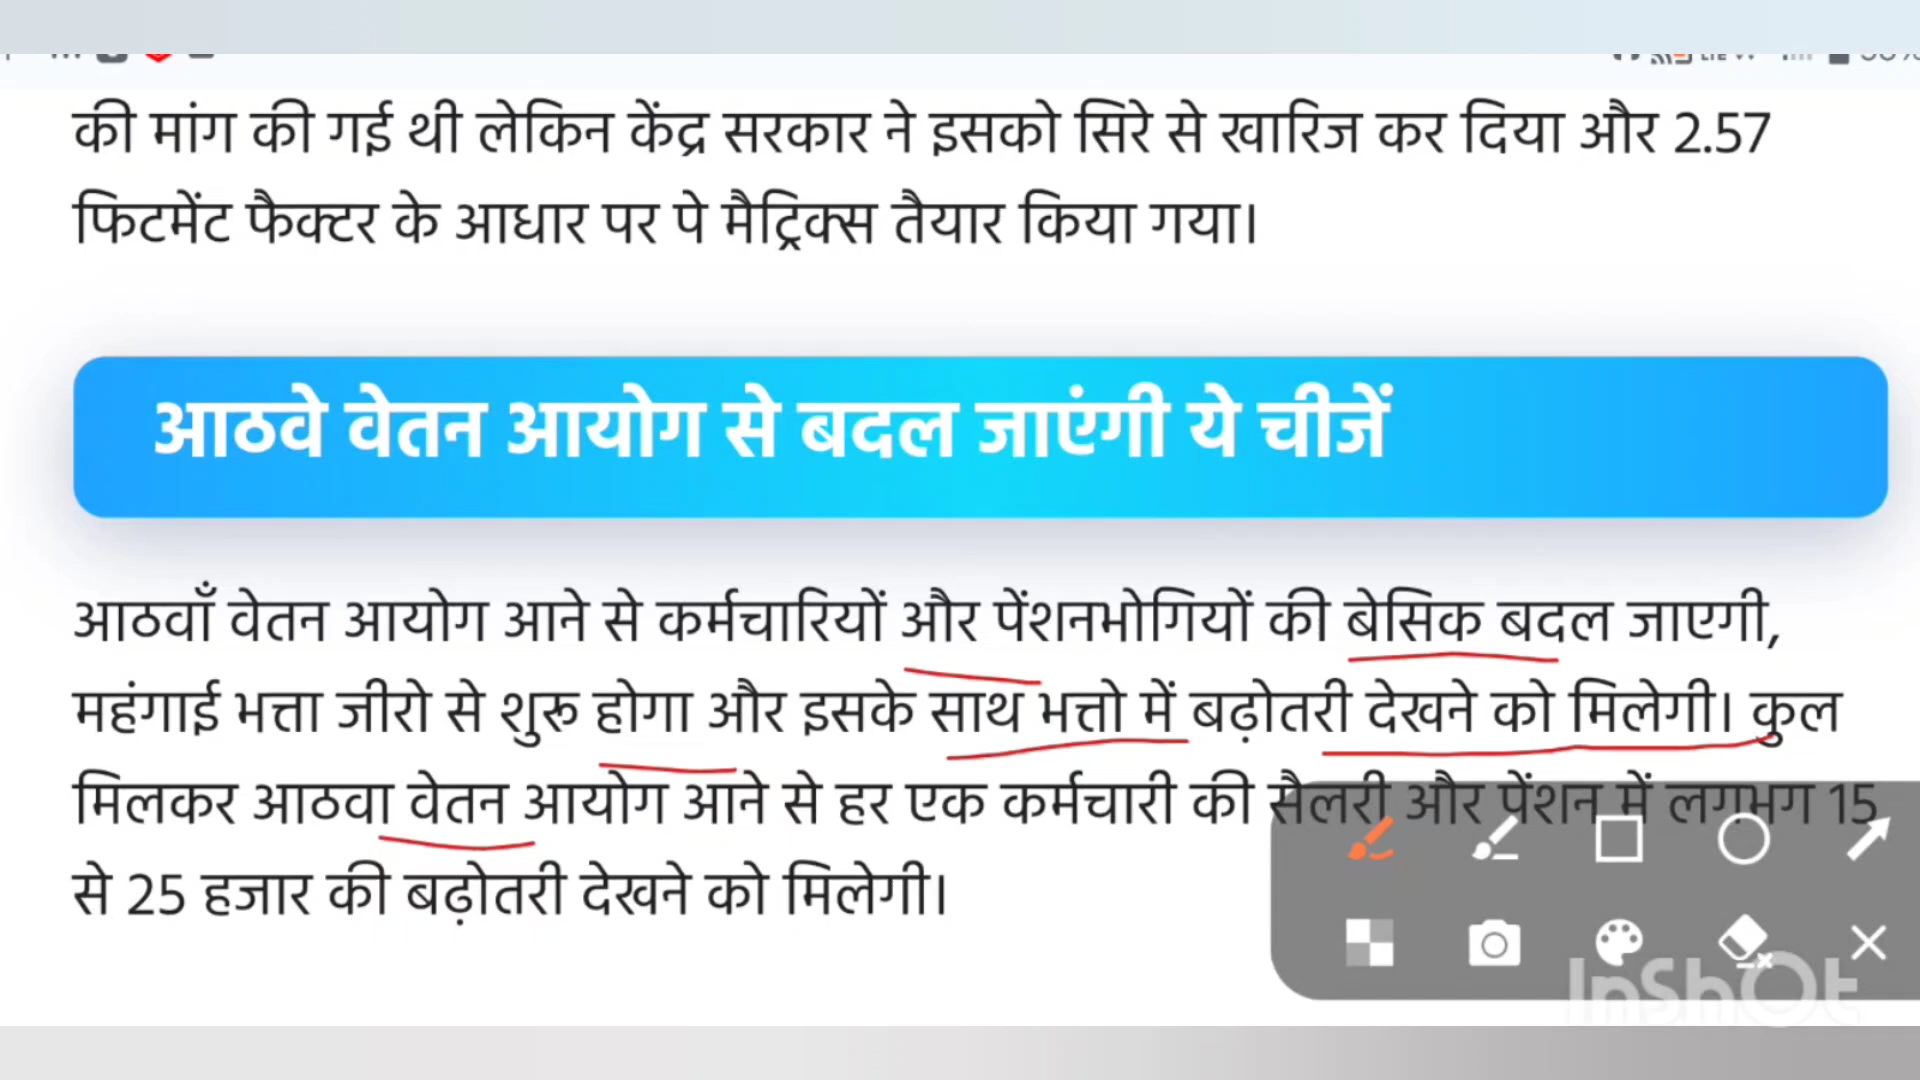 की मांग की गई थी लेकिन केंद्र सरकार ने इसको सिरे से खारिज कर दिया और 2.57
फिटमेंट फैक्टर के आधार पर पे मैट्रिक्स तैयार किया गया।
आठवे वेतन आयोग से बदल जाएंगी ये चीजें
आठवाँ वेतन आयोग आने से कर्मचारियों और पेंशनभोगियों की बेसिक बदल जाएगी,
महंगाई भत्ता जीरो से शुरू होगा और इसके साथ भत्तो में बढ़ोतरी देखने को मिलेगी। कुल
मिलकर आठवा वेतन आयोग आने से हर एक कर्मचारी की सैलरी और पेंशन में लगभग 15
से 25 हजार की बढ़ोतरी देखने को मिलेगी।
InShOt